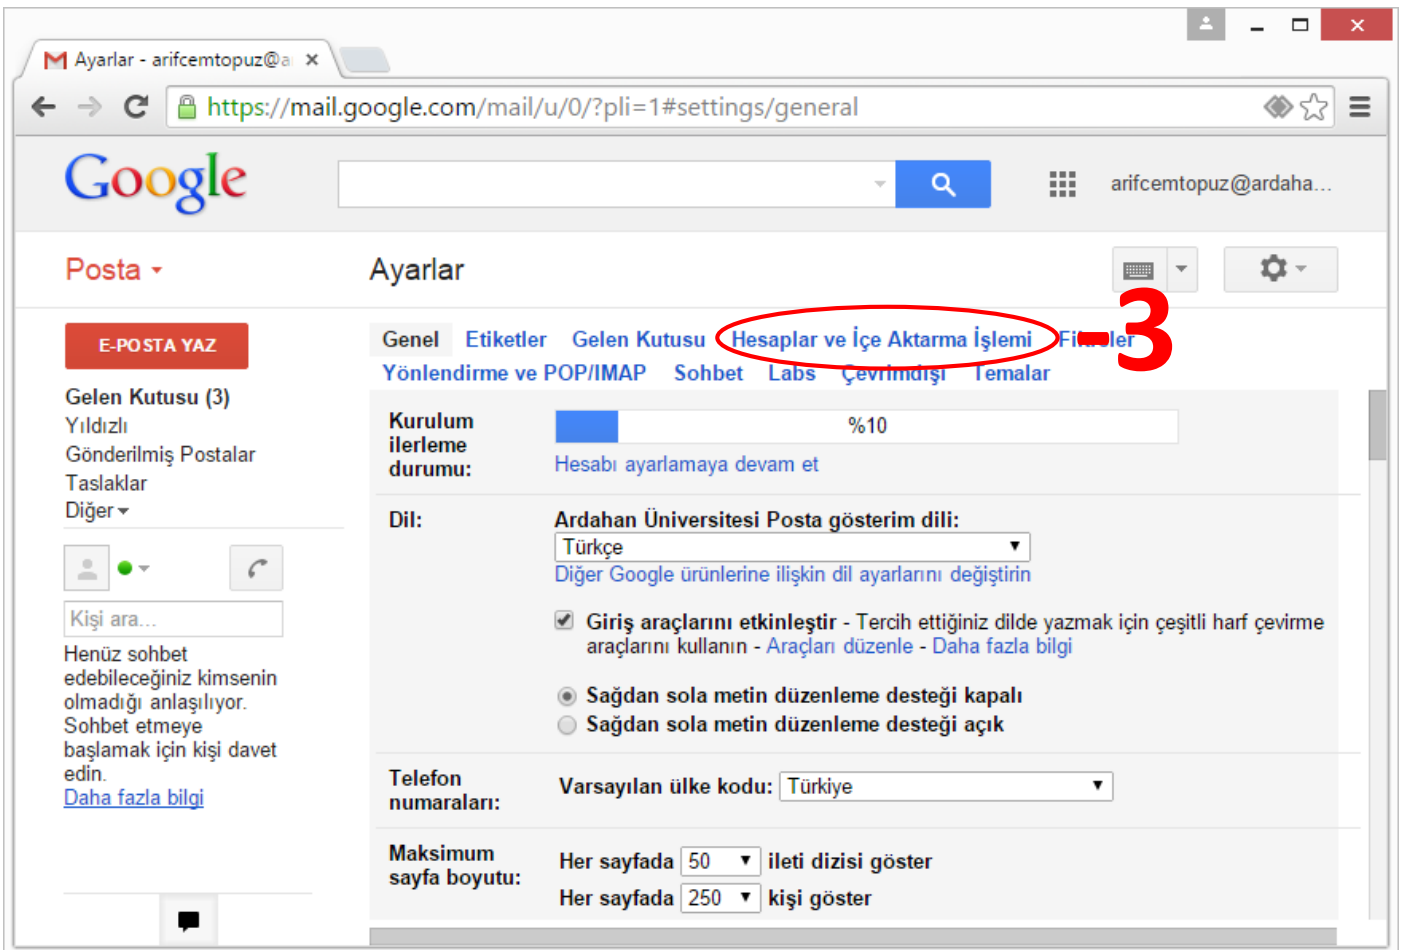 Ayarlar - arifcemtopuz@a
https://mail.google.com/mail/u/0/?pli=1#settings/general
Google
arifcemtopuz@ardaha...
Posta
Ayarlar
E-POSTA YAZ
Gelen Kutusu (3)
Yıldızlı
Gönderilmiş Postalar
Taslaklar
Diğer
Kişi ara...
Henüz sohbet
edebileceğiniz kimsenin
olmadığı anlaşılıyor.
Sohbet etmeye
başlamak için kişi davet
edin.
Daha fazla bilgi
Genel Etiketler Gelen Kutusu Hesaplar ve İçe Aktarma İşlemi
-3
Yönlendirme ve POP/IMAP Sohbet Labs Çevrimdışı Temalar
Kurulum
ilerleme
durumu:
%10
Hesabı ayarlamaya devam et
Dil:
Ardahan Üniversitesi Posta gösterim dili:
Türkçe
Diğer Google ürünlerine ilişkin dil ayarlarını değiştirin
Giriş araçlarını etkinleştir - Tercih ettiğiniz dilde yazmak için çeşitli harf çevirme
araçlarını kullanın - Araçları düzenle - Daha fazla bilgi
Sağdan sola metin düzenleme desteği kapalı
Sağdan sola metin düzenleme desteği açık
Telefon
numaraları:
Varsayılan ülke kodu: Türkiye
Maksimum
sayfa boyutu:
Her sayfada 50 ileti dizisi göster
Her sayfada 250 kişi göster